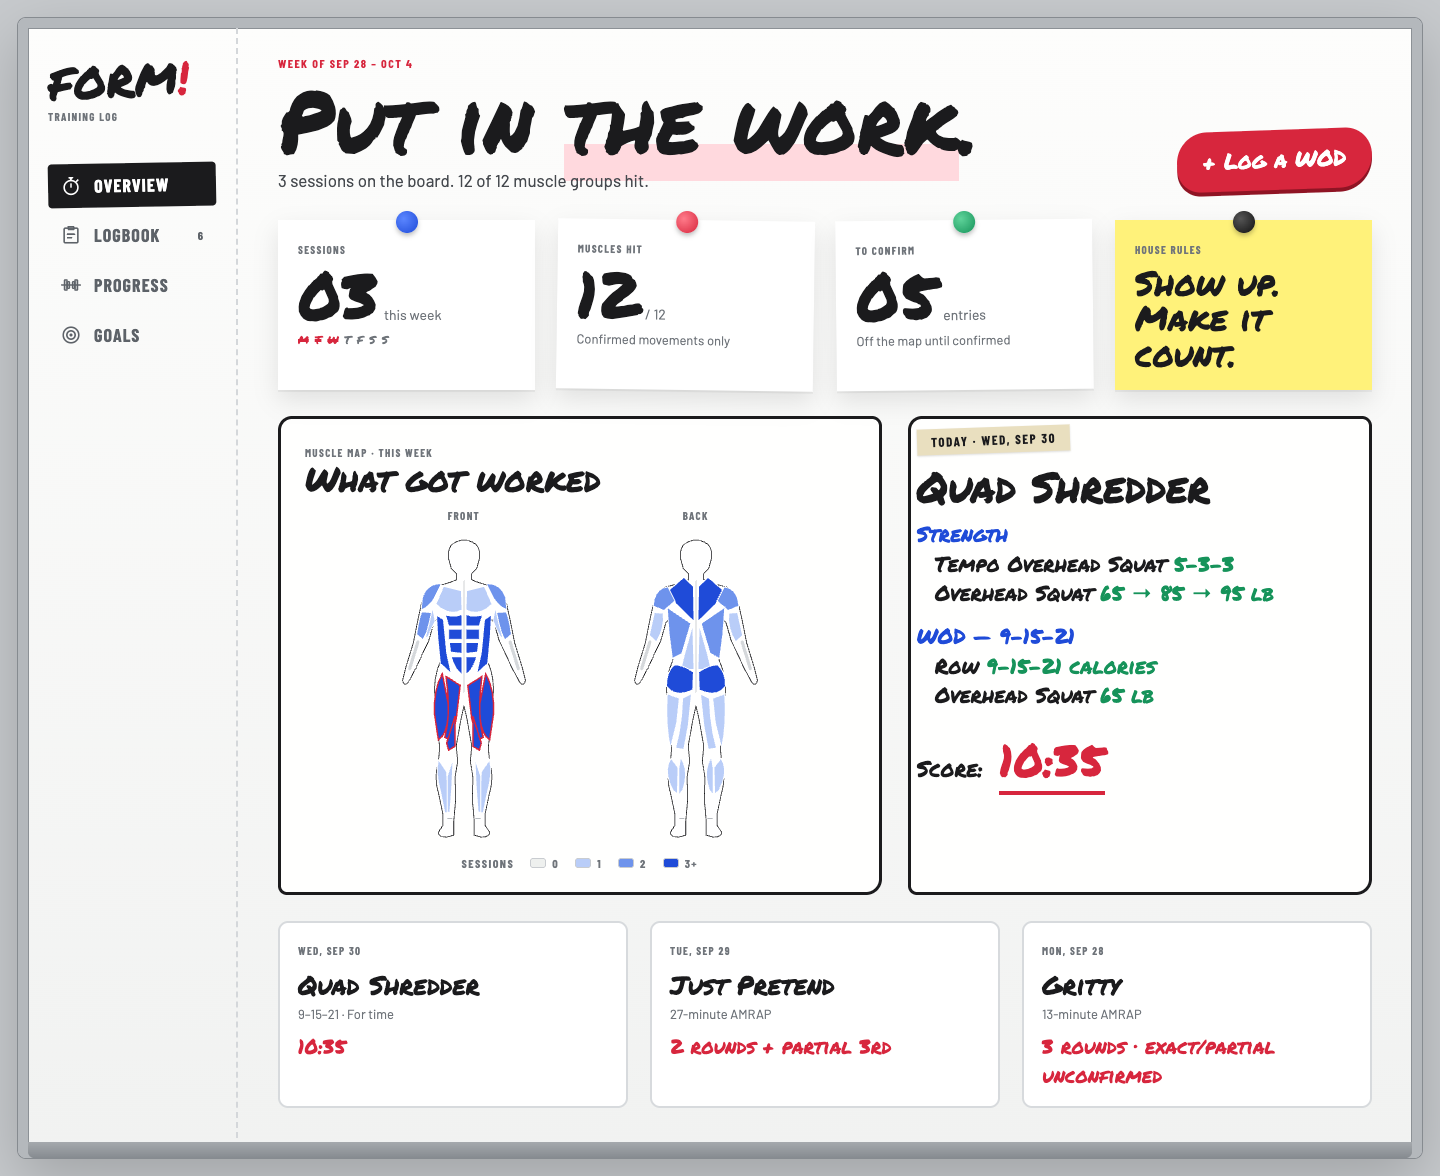 FORM!
TRAINING LOG
OVERVIEW
LOGBOOK 6
PROGRESS
GOALS
WEEK OF SEP 28 – OCT 4
PUT IN THE WORK.
3 sessions on the board. 12 of 12 muscle groups hit.
+ LOG A WOD
SESSIONS
03 this week
M T W T F S S
MUSCLES HIT
12 / 12
Confirmed movements only
TO CONFIRM
05 entries
Off the map until confirmed
HOUSE RULES
SHOW UP.
MAKE IT
COUNT.
MUSCLE MAP · THIS WEEK
WHAT GOT WORKED
FRONT
BACK
SESSIONS 0 1 2 3+
TODAY · WED, SEP 30
QUAD SHREDDER
STRENGTH
TEMPO OVERHEAD SQUAT 5-3-3
OVERHEAD SQUAT 65 → 85 → 95 LB
WOD — 9-15-21
ROW 9-15-21 CALORIES
OVERHEAD SQUAT 65 LB
SCORE: 10:35
WED, SEP 30
QUAD SHREDDER
9-15-21 · For time
10:35
TUE, SEP 29
JUST PRETEND
27-minute AMRAP
2 ROUNDS + PARTIAL 3RD
MON, SEP 28
GRITTY
13-minute AMRAP
3 ROUNDS · EXACT/PARTIAL
UNCONFIRMED